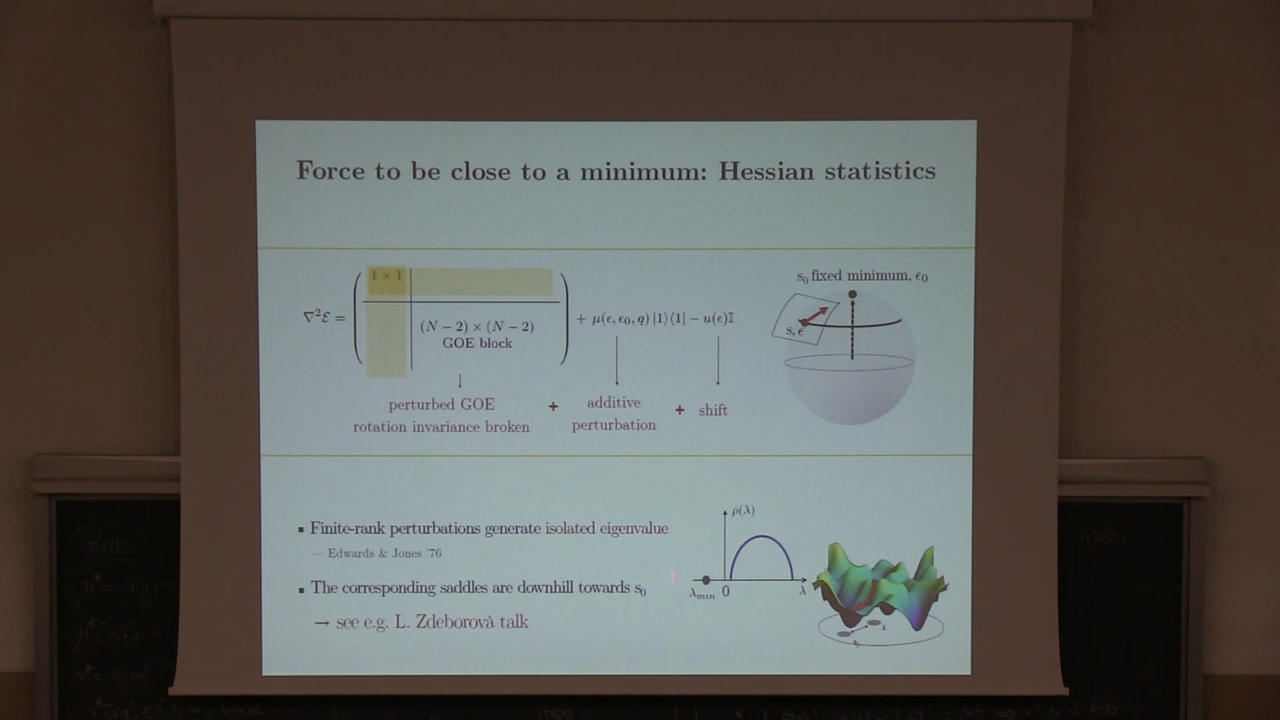 Force to be close to a minimum: Hessian statistics
∇²ℰ = ( 1 × 1 (N − 2) × (N − 2) GOE block ) + μ(ϵ, ϵ₀, q) |1⟩⟨1| − u(ϵ)𝕀
s₀ fixed minimum, ϵ₀
s, ϵ
perturbed GOE
rotation invariance broken
+
additive
perturbation
+
shift
▪ Finite-rank perturbations generate isolated eigenvalue
— Edwards & Jones '76
▪ The corresponding saddles are downhill towards s₀
→ see e.g. L. Zdeborovà talk
ρ(λ)
λmin 0 λ
s
s₀